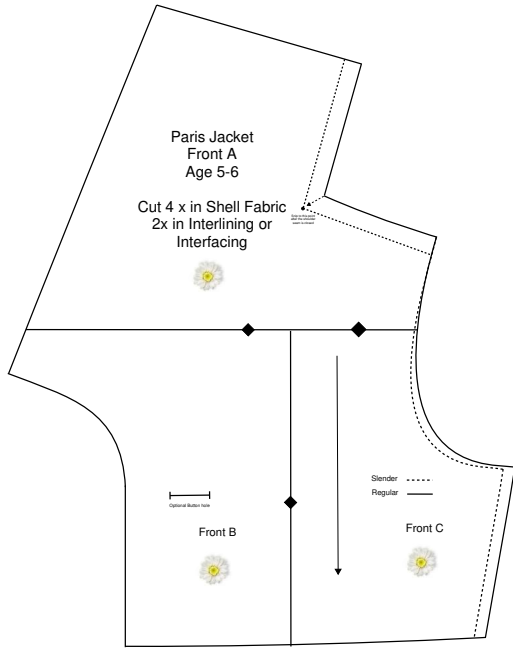 Paris Jacket
Front A
Age 5-6
Cut 4 x in Shell Fabric
2x in Interlining or
Interfacing
Slender
Regular
Optional Button hole
Front B
Front C